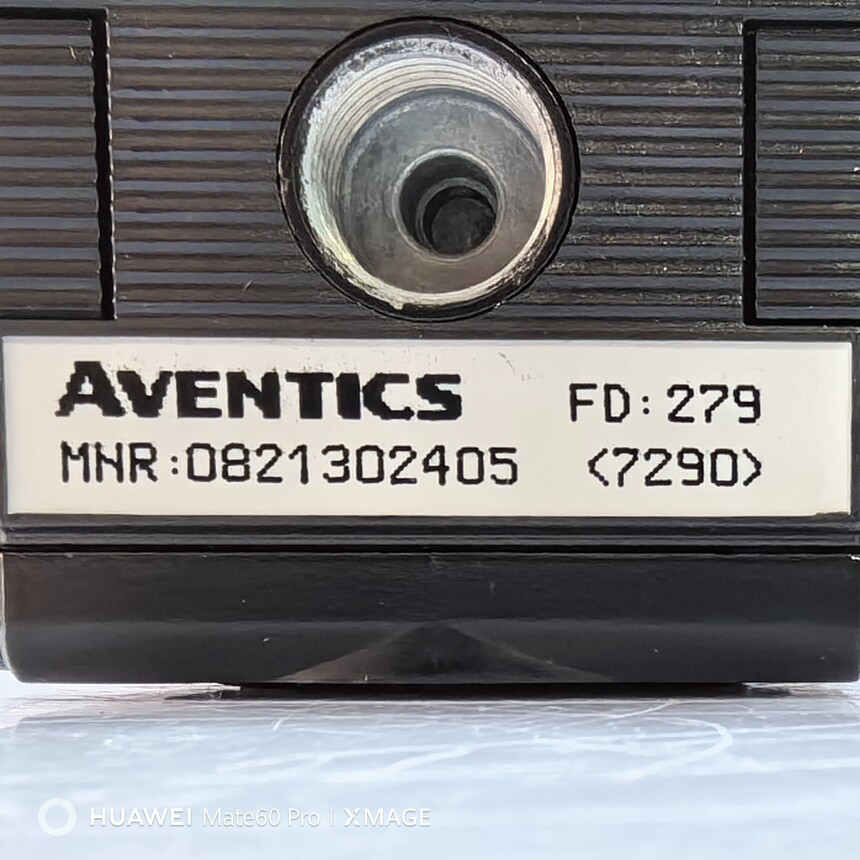 AVENTICS FD: 279
MNR:0821302405 <7290>
HUAWEI Mate60 Pro | XMAGE